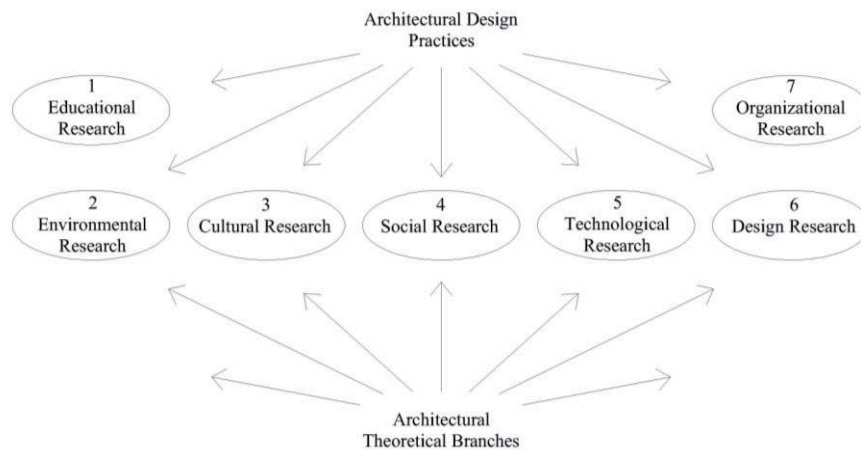 Architectural Design
Practices
1
Educational
Research
7
Organizational
Research
2
Environmental
Research
3
Cultural Research
4
Social Research
5
Technological
Research
6
Design Research
Architectural
Theoretical Branches